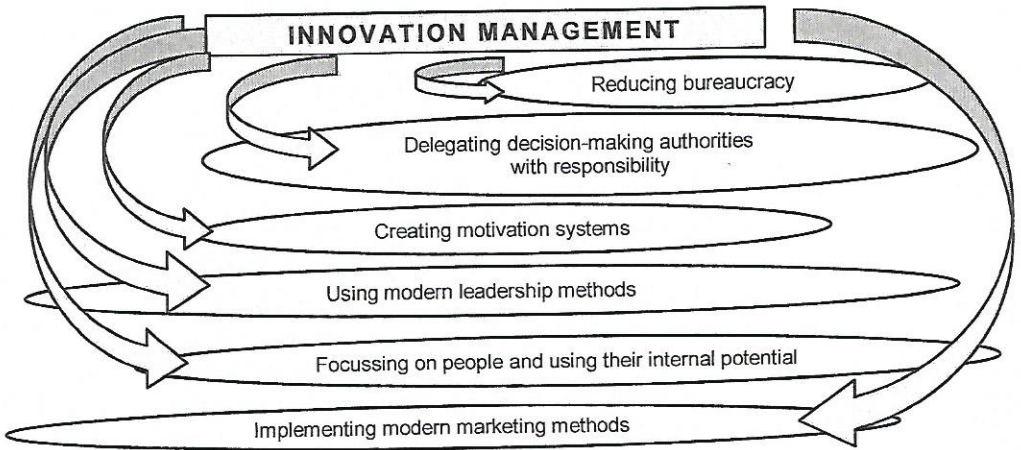 INNOVATION MANAGEMENT
Reducing bureaucracy
Delegating decision-making authorities
with responsibility
Creating motivation systems
Using modern leadership methods
Focussing on people and using their internal potential
Implementing modern marketing methods